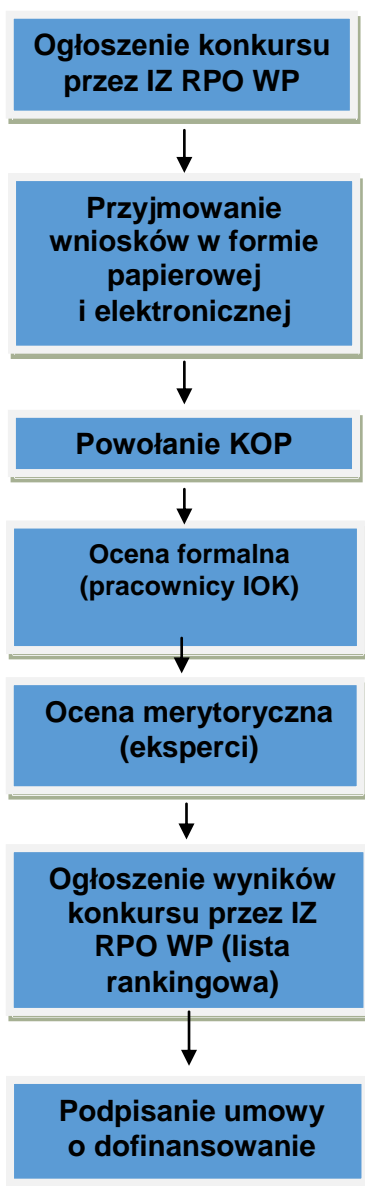 Ogłoszenie konkursu
przez IZ RPO WP
Przyjmowanie
wniosków w formie
papierowej
i elektronicznej
Powołanie KOP
Ocena formalna
(pracownicy IOK)
Ocena merytoryczna
(eksperci)
Ogłoszenie wyników
konkursu przez IZ
RPO WP (lista
rankingowa)
Podpisanie umowy
o dofinansowanie